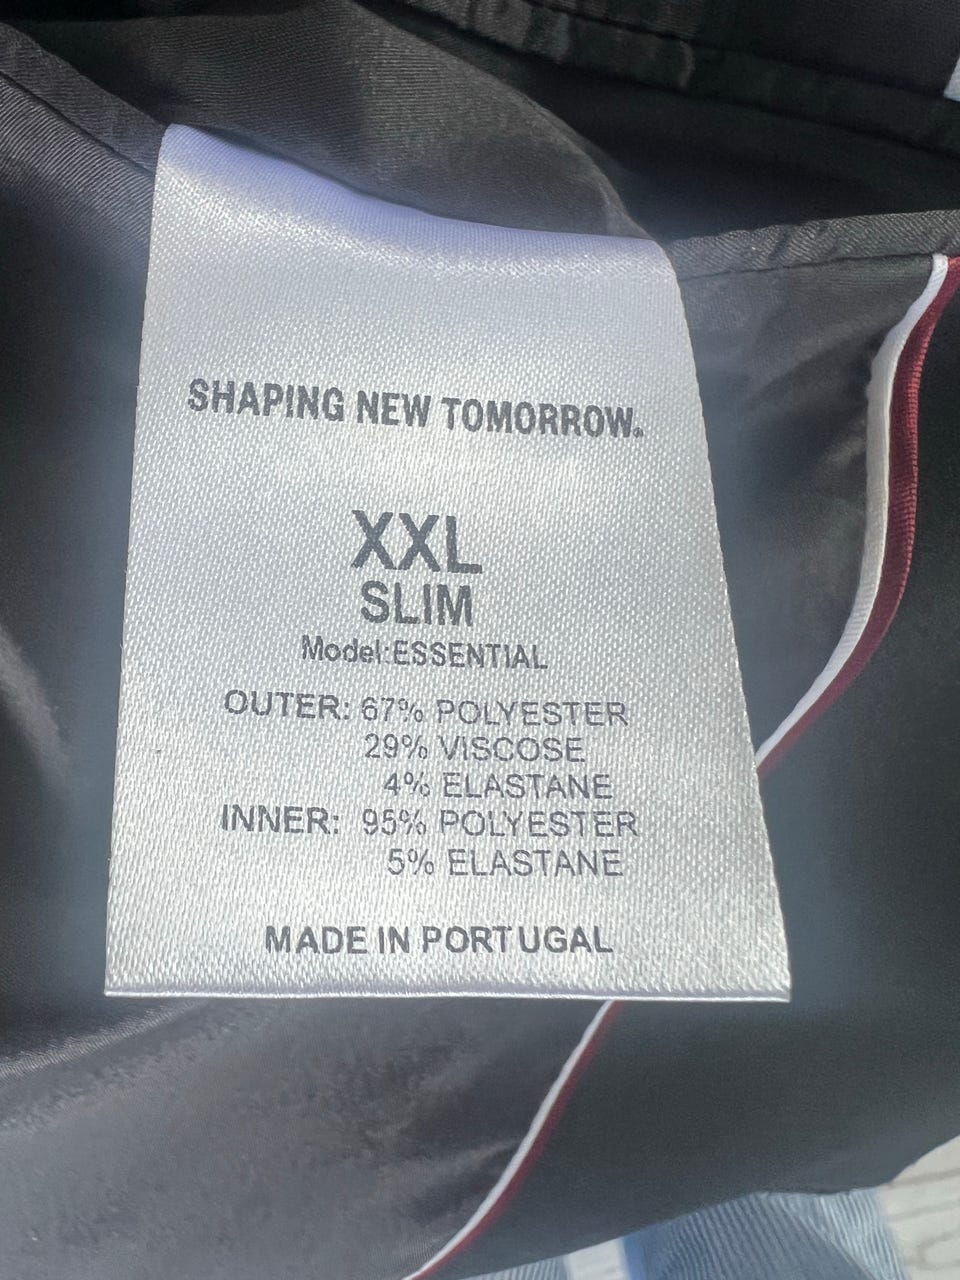 SHAPING NEW TOMORROW.
XXL
SLIM
Model:ESSENTIAL
OUTER: 67% POLYESTER
29% VISCOSE
4% ELASTANE
INNER: 95% POLYESTER
5% ELASTANE
MADE IN PORTUGAL